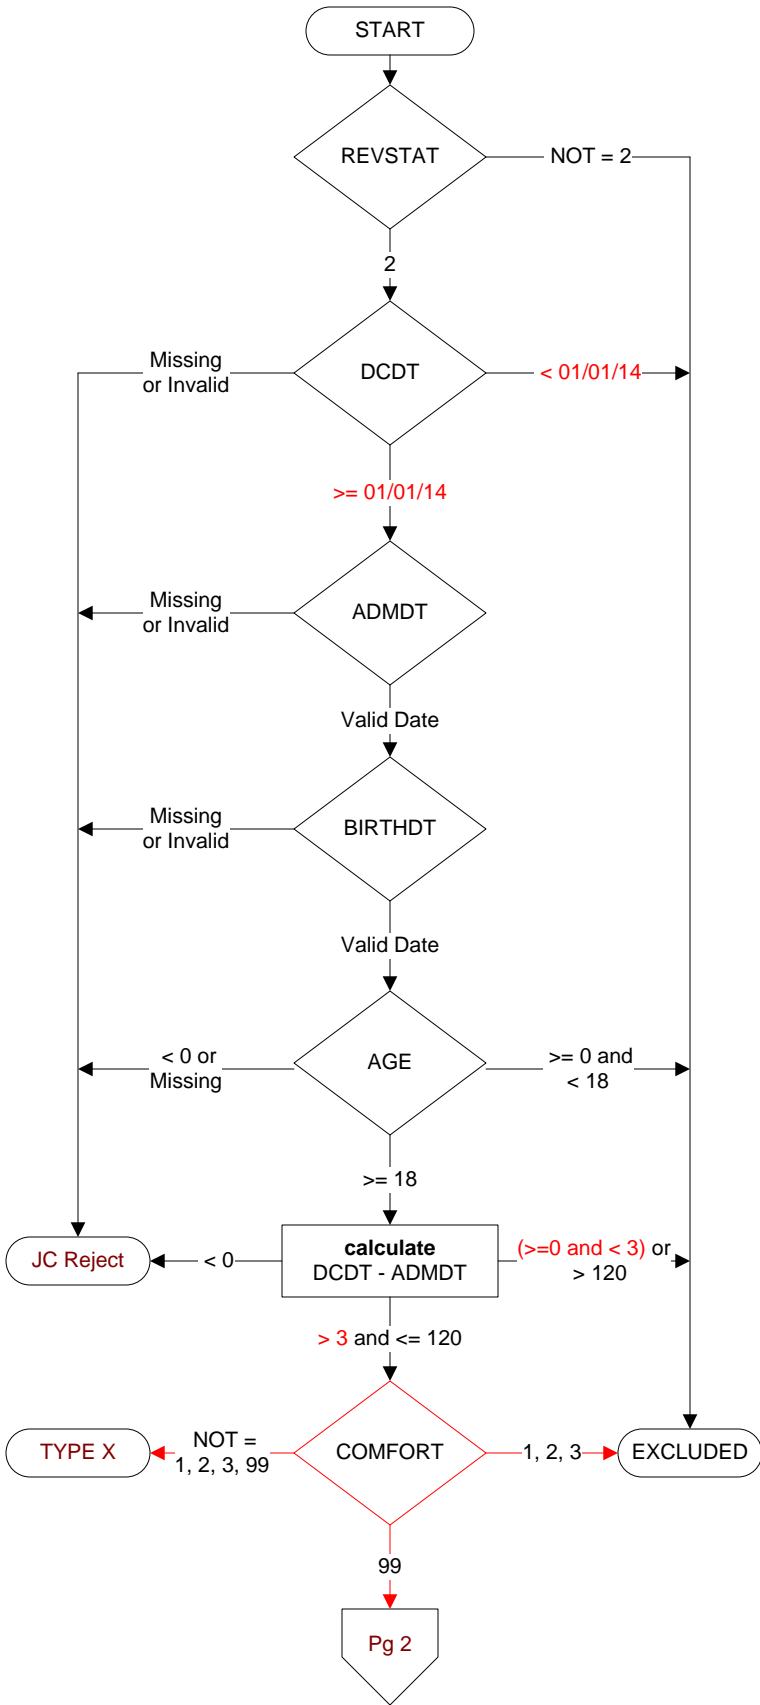 START
REVSTAT
NOT = 2
2
Missing
or Invalid
DCDT
< 01/01/14
>= 01/01/14
Missing
or Invalid
ADMDT
Valid Date
Missing
or Invalid
BIRTHDT
Valid Date
< 0 or
Missing
AGE
>= 0 and
< 18
>= 18
JC Reject
< 0
calculate
DCDT - ADMDT
(>=0 and < 3) or
> 120
> 3 and <= 120
TYPE X
NOT =
1, 2, 3, 99
COMFORT
1, 2, 3
EXCLUDED
99
Pg 2